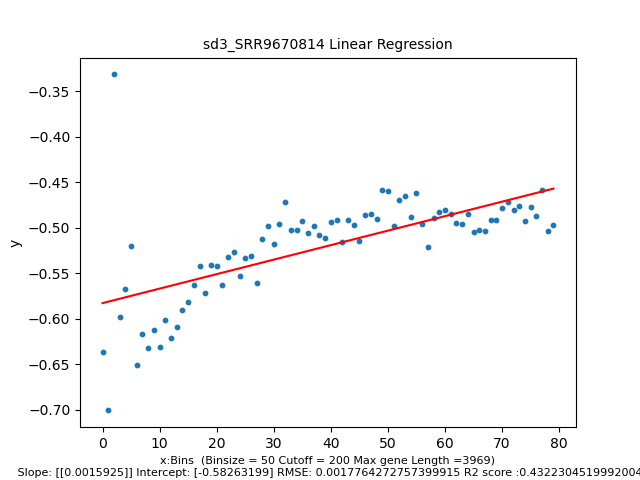 sd3_SRR9670814 Linear Regression
−0.35
−0.40
−0.45
−0.50
−0.55
−0.60
−0.65
−0.70
y
0 10 20 30 40 50 60 70 80
x:Bins (Binsize = 50 Cutoff = 200 Max gene Length =3969)
Slope: [[0.0015925]] Intercept: [-0.58263199] RMSE: 0.0017764272757399915 R2 score :0.4322304519992004